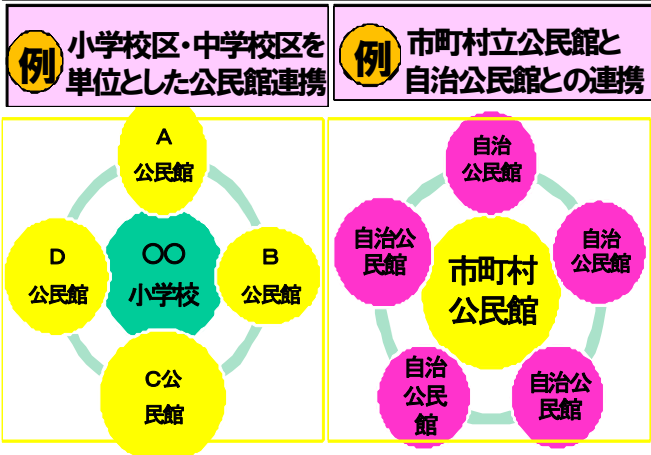 例
小学校区・中学校区を
単位とした公民館連携
例
市町村立公民館と
自治公民館との連携
A
公民館
D
公民館
〇〇
小学校
B
公民館
C公
民館
自治
公民館
自治公
民館
自治
公民館
市町村
公民館
自治
公民
館
自治公
民館